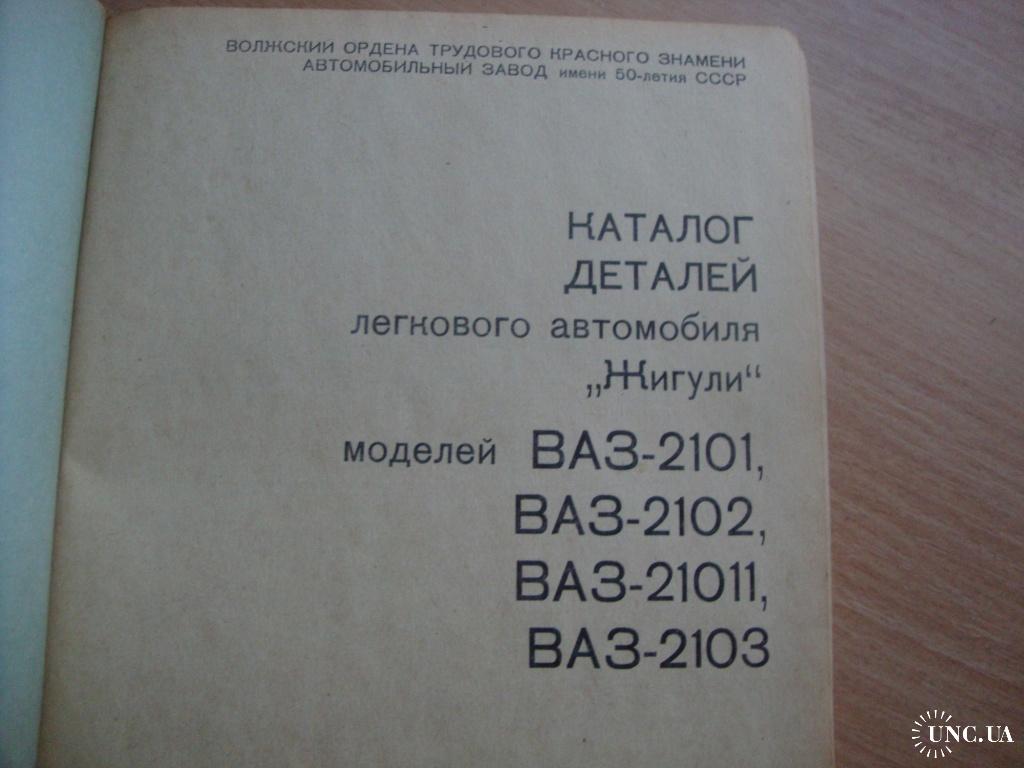 ВОЛЖСКИЙ ОРДЕНА ТРУДОВОГО КРАСНОГО ЗНАМЕНИ
АВТОМОБИЛЬНЫЙ ЗАВОД имени 50-летия СССР
КАТАЛОГ
ДЕТАЛЕЙ
легкового автомобиля
„Жигули“
моделей ВАЗ-2101,
ВАЗ-2102,
ВАЗ-21011,
ВАЗ-2103
UNC.UA